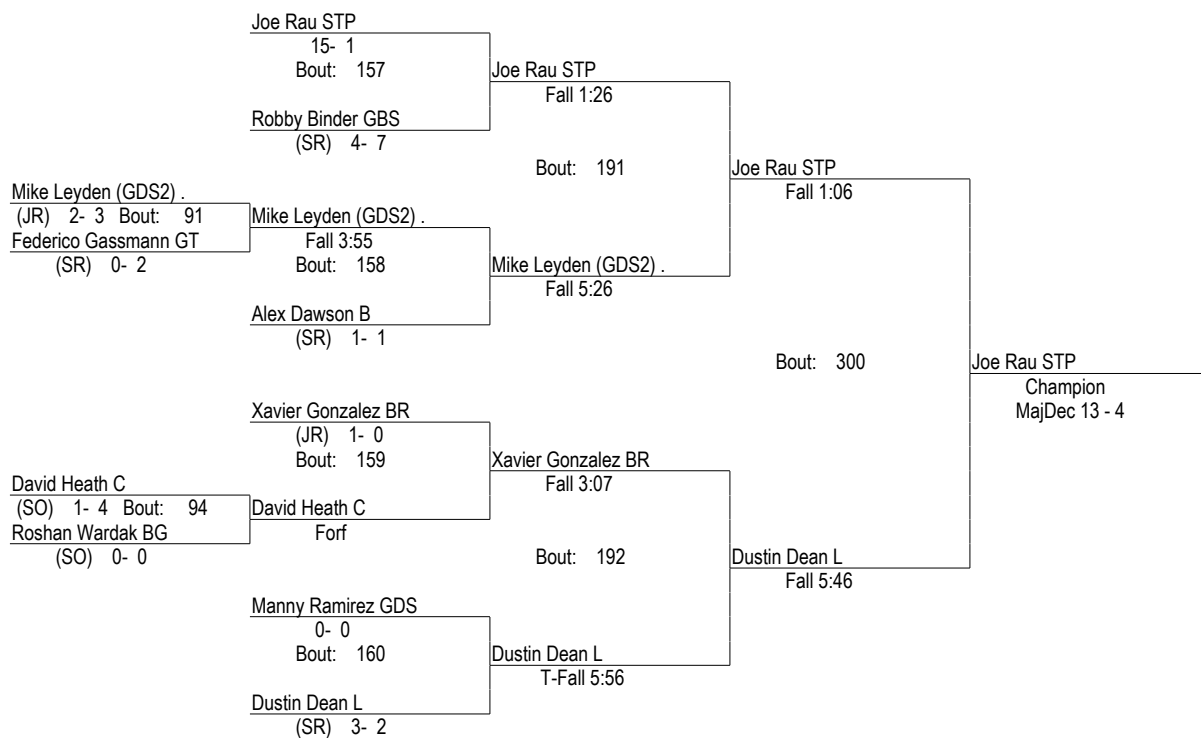 Joe Rau STP
15- 1
Bout: 157
Joe Rau STP
Fall 1:26
Robby Binder GBS
(SR) 4- 7
Bout: 191
Joe Rau STP
Fall 1:06
Mike Leyden (GDS2) .
(JR) 2- 3 Bout: 91
Mike Leyden (GDS2) .
Federico Gassmann GT
Fall 3:55
(SR) 0- 2
Bout: 158
Mike Leyden (GDS2) .
Fall 5:26
Alex Dawson B
(SR) 1- 1
Bout: 300
Joe Rau STP
Champion
MajDec 13 - 4
Xavier Gonzalez BR
(JR) 1- 0
Bout: 159
Xavier Gonzalez BR
Fall 3:07
David Heath C
(SO) 1- 4 Bout: 94
David Heath C
Roshan Wardak BG
Forf
(SO) 0- 0
Bout: 192
Dustin Dean L
Fall 5:46
Manny Ramirez GDS
0- 0
Bout: 160
Dustin Dean L
T-Fall 5:56
Dustin Dean L
(SR) 3- 2